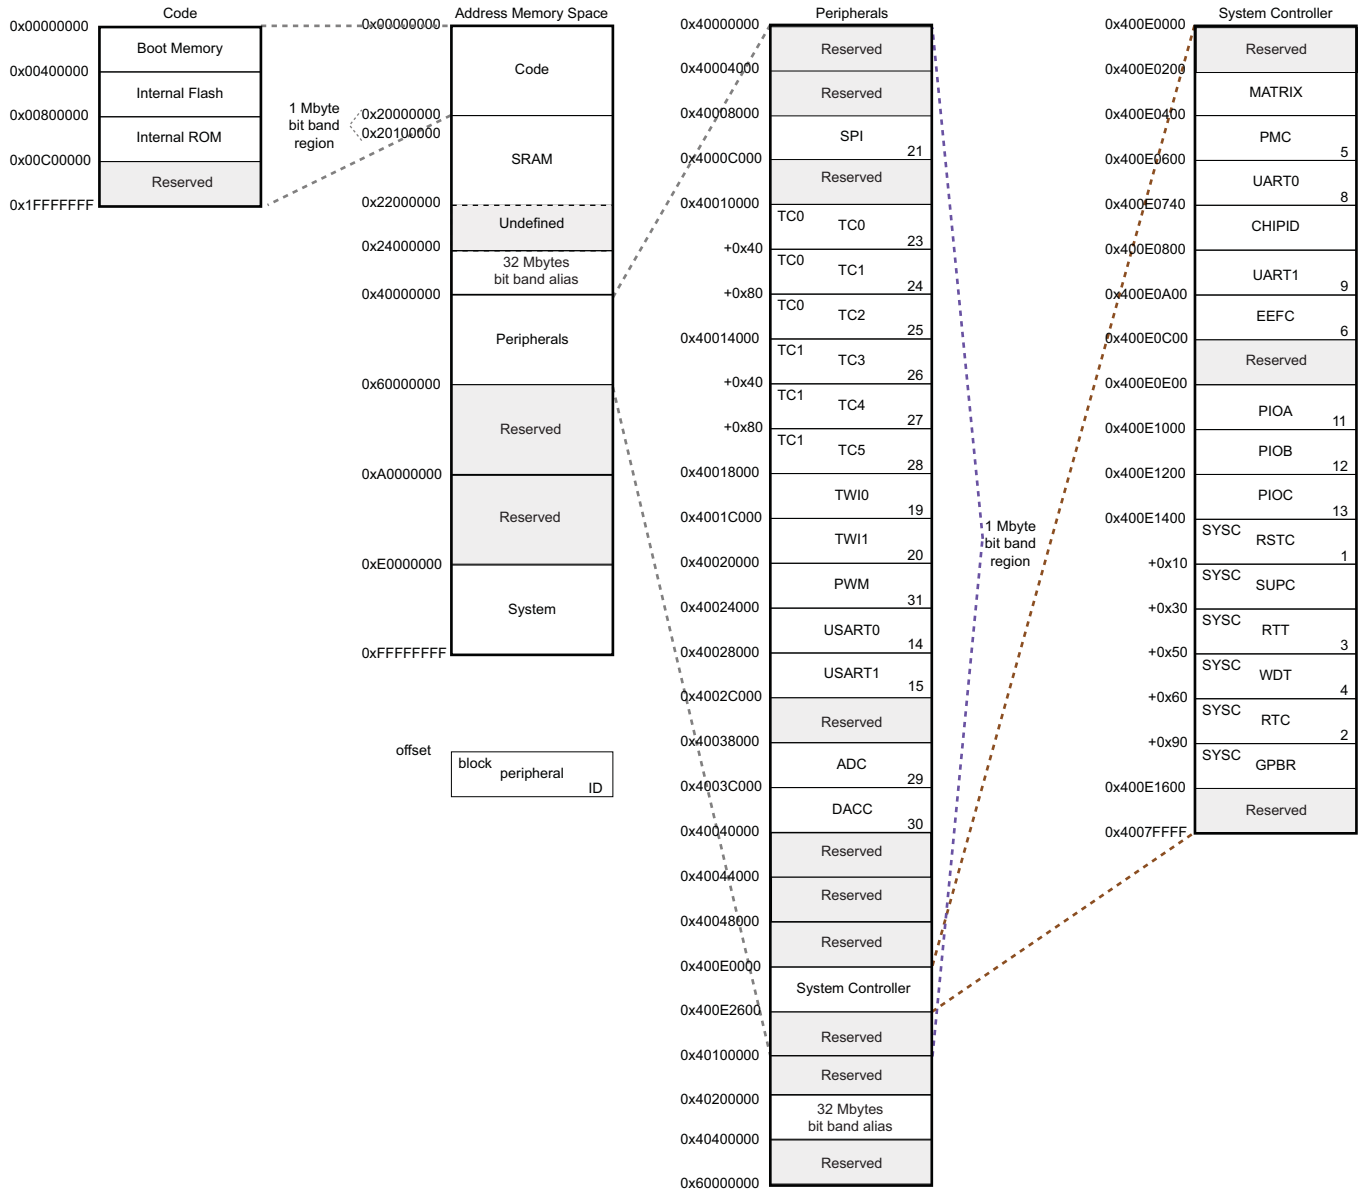 Code
0x00000000
Boot Memory
0x00400000
Internal Flash
0x00800000
Internal ROM
0x00C00000
Reserved
0x1FFFFFFF
1 Mbyte
bit band
region
Address Memory Space
0x00000000
Code
0x20000000
0x20100000
SRAM
0x22000000
Undefined
0x24000000
32 Mbytes
bit band alias
0x40000000
Peripherals
0x60000000
Reserved
0xA0000000
Reserved
0xE0000000
System
0xFFFFFFFF
offset
block
peripheral
ID
Peripherals
0x40000000
Reserved
0x40004000
Reserved
0x40008000
SPI
21
0x4000C000
Reserved
0x40010000
TC0
TC0
23
+0x40
TC0
TC1
24
+0x80
TC0
TC2
25
0x40014000
TC1
TC3
26
+0x40
TC1
TC4
27
+0x80
TC1
TC5
28
0x40018000
TWI0
19
0x4001C000
TWI1
20
0x40020000
PWM
31
0x40024000
USART0
14
0x40028000
USART1
15
0x4002C000
Reserved
0x40038000
ADC
29
0x4003C000
DACC
30
0x40040000
Reserved
0x40044000
Reserved
0x40048000
Reserved
0x400E0000
System Controller
0x400E2600
Reserved
0x40100000
Reserved
0x40200000
32 Mbytes
bit band alias
0x40400000
Reserved
0x60000000
1 Mbyte
bit band
region
System Controller
0x400E0000
Reserved
0x400E0200
MATRIX
0x400E0400
PMC
5
0x400E0600
UART0
8
0x400E0740
CHIPID
0x400E0800
UART1
9
0x400E0A00
EEFC
6
0x400E0C00
Reserved
0x400E0E00
PIOA
11
0x400E1000
PIOB
12
0x400E1200
PIOC
13
0x400E1400
SYSC
RSTC
1
+0x10
SYSC
SUPC
+0x30
SYSC
RTT
3
+0x50
SYSC
WDT
4
+0x60
SYSC
RTC
2
+0x90
SYSC
GPBR
0x400E1600
Reserved
0x4007FFFF